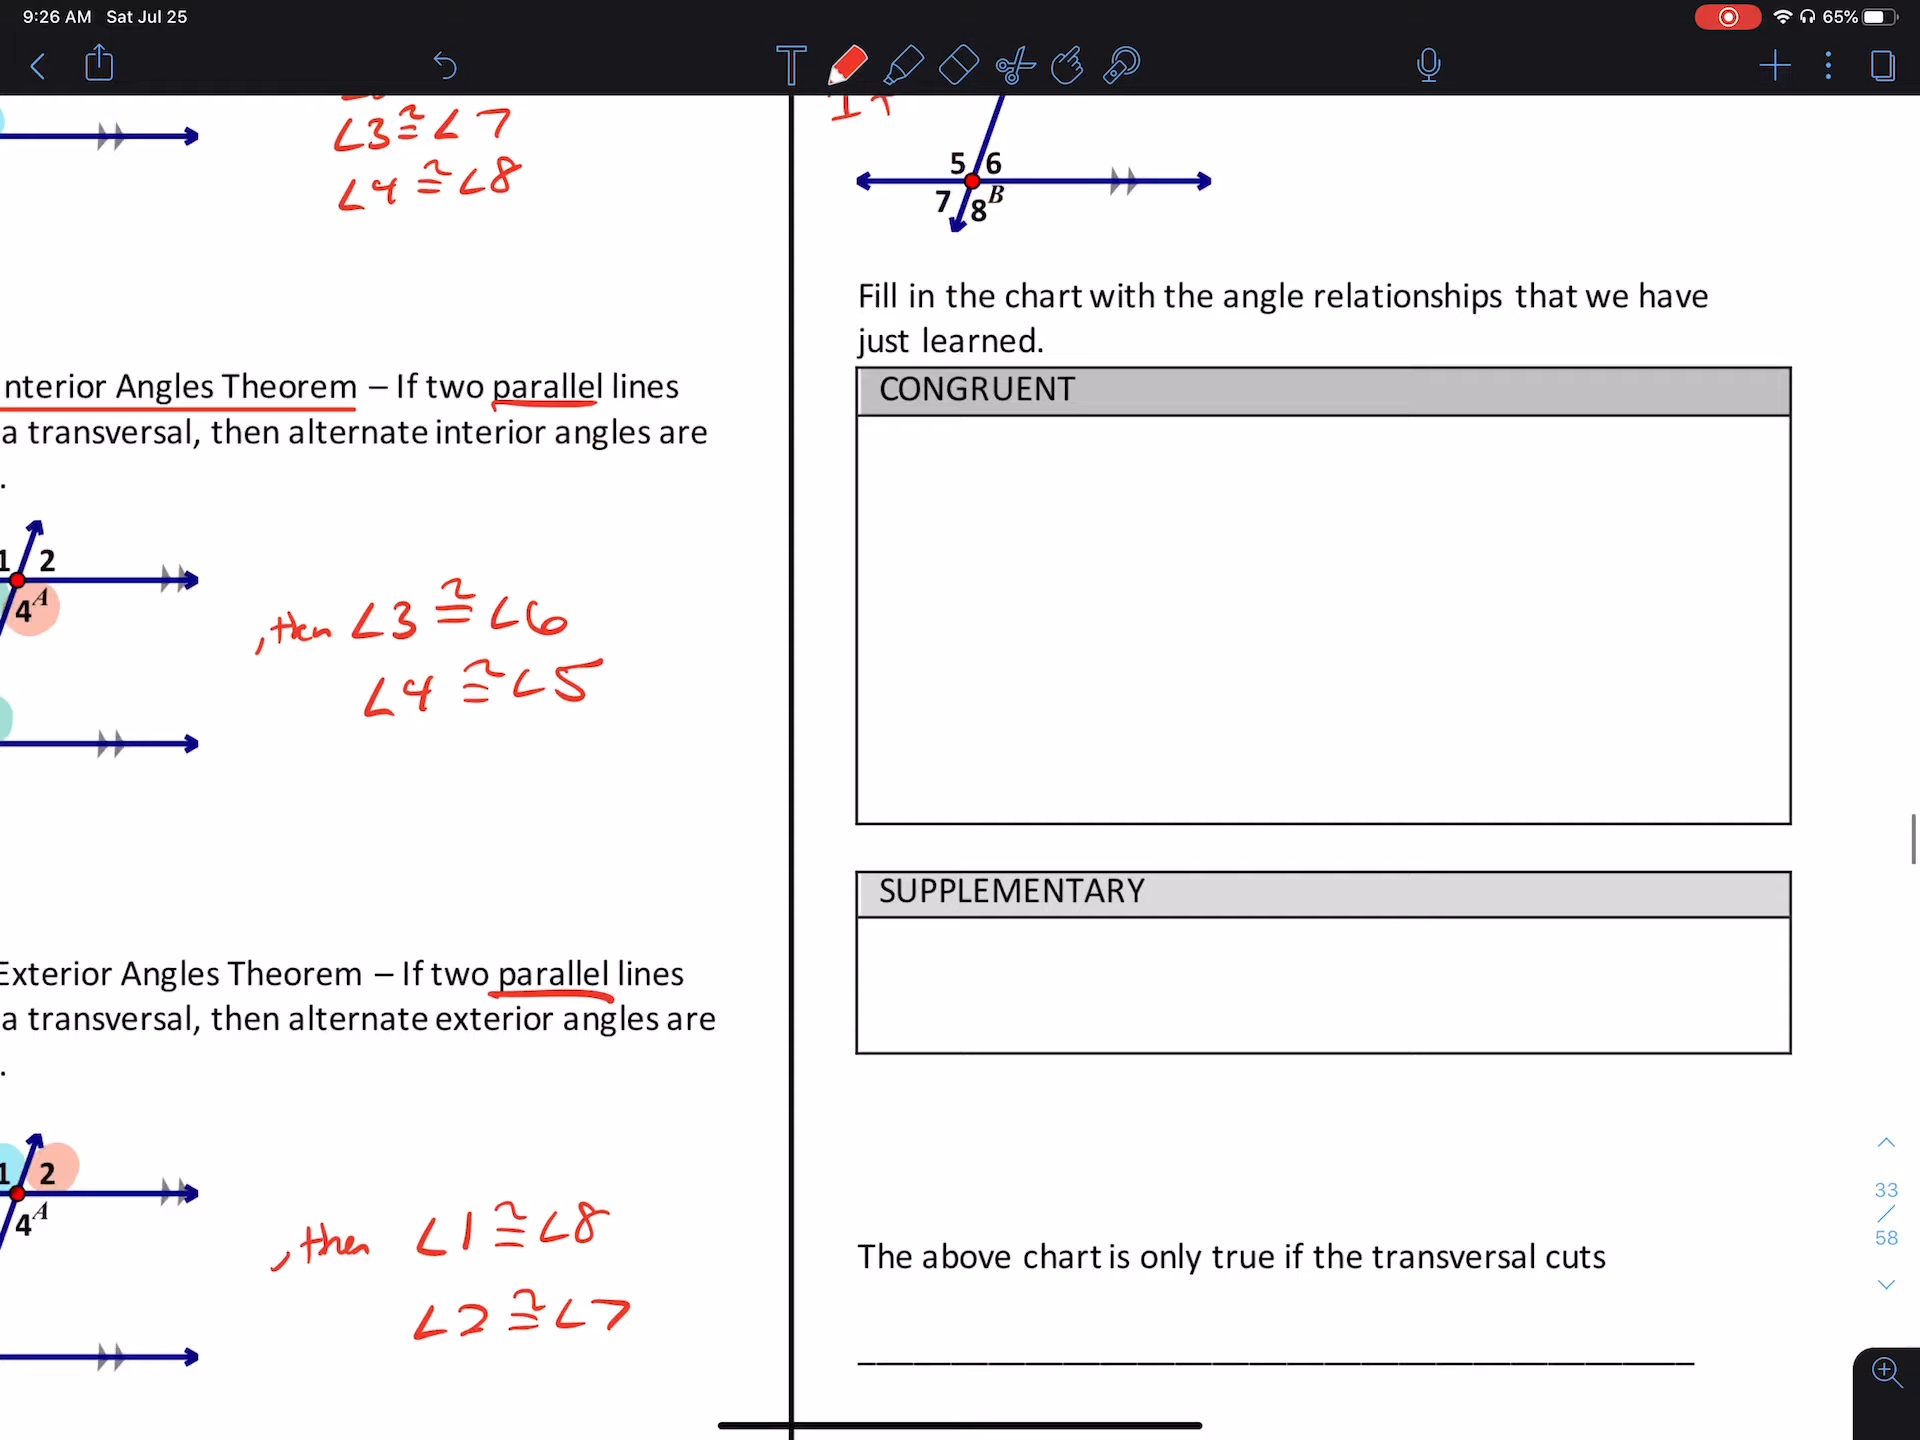 9:26 AM Sat Jul 25
65%
∠3 ≅ ∠7
∠4 ≅ ∠8
nterior Angles Theorem – If two parallel lines
a transversal, then alternate interior angles are
.
1 2
4 A
, then ∠3 ≅ ∠6
∠4 ≅ ∠5
Exterior Angles Theorem – If two parallel lines
a transversal, then alternate exterior angles are
.
1 2
4 A
, then ∠1 ≅ ∠8
∠2 ≅ ∠7
5 6
7 8 B
Fill in the chart with the angle relationships that we have
just learned.
CONGRUENT
SUPPLEMENTARY
The above chart is only true if the transversal cuts
33
/
58